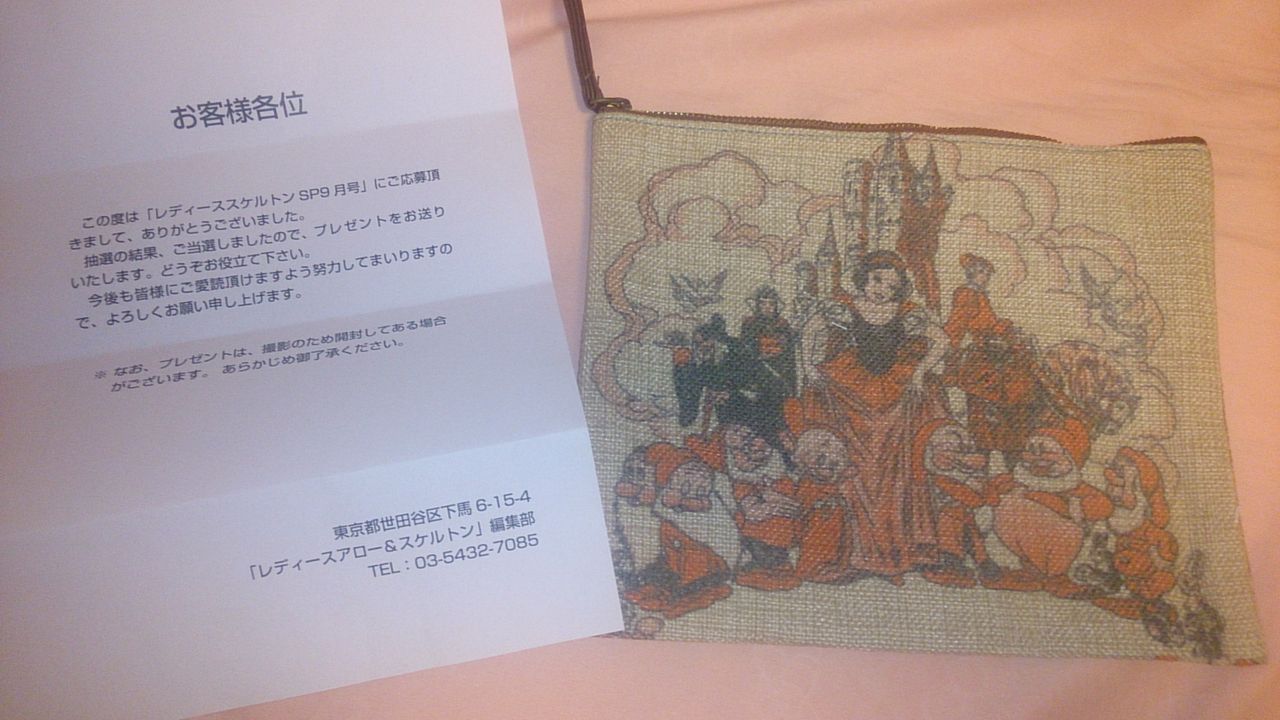 お客様各位
この度は「レディーススケルトンSP9月号」にご応募頂
きまして、ありがとうございました。
抽選の結果、ご当選しましたので、プレゼントをお送り
いたします。どうぞお役立て下さい。
今後も皆様にご愛読頂けますよう努力してまいりますの
で、よろしくお願い申し上げます。
※ なお、プレゼントは、撮影のため開封してある場合
がございます。 あらかじめ御了承ください。
東京都世田谷区下馬 6-15-4
「レディースアロー&スケルトン」編集部
TEL：03-5432-7085